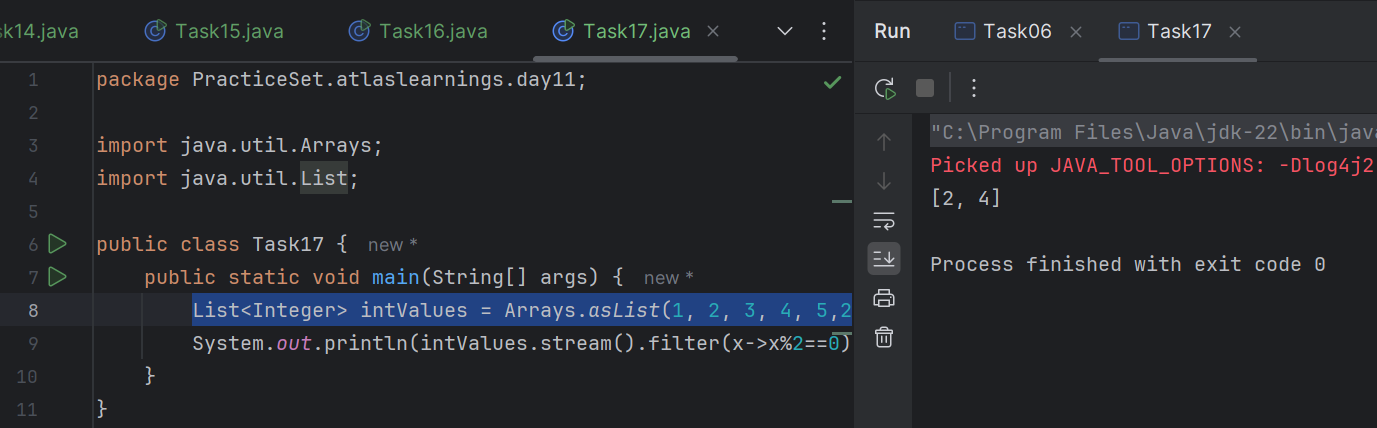 k14.java Task15.java Task16.java Task17.java
1 package PracticeSet.atlaslearnings.day11;
2
3 import java.util.Arrays;
4 import java.util.List;
5
6 public class Task17 { new *
7 public static void main(String[] args) { new *
8 List<Integer> intValues = Arrays.asList(1, 2, 3, 4, 5,2
9 System.out.println(intValues.stream().filter(x->x%2==0)
10 }
11 }
Run Task06 Task17
"C:\Program Files\Java\jdk-22\bin\java
Picked up JAVA_TOOL_OPTIONS: -Dlog4j2
[2, 4]
Process finished with exit code 0